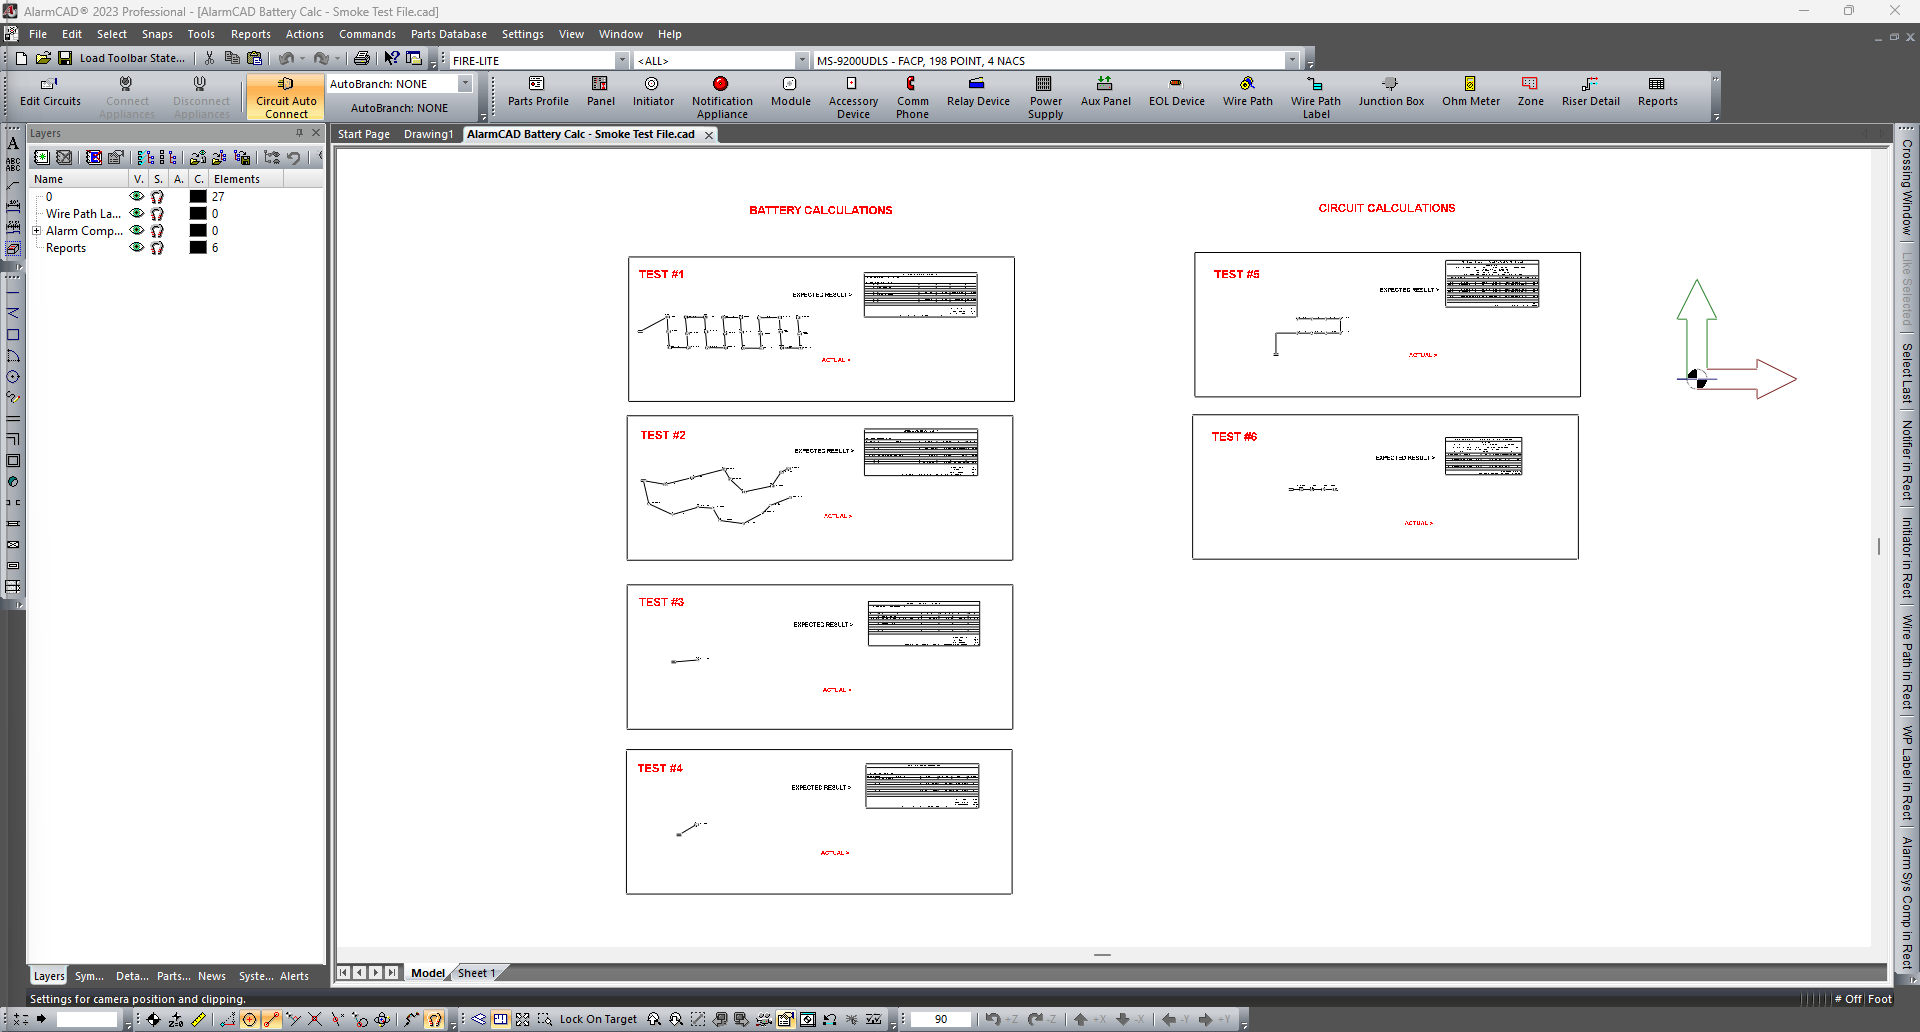 AlarmCAD® 2023 Professional - [AlarmCAD Battery Calc - Smoke Test File.cad]
File Edit Select Snaps Tools Reports Actions Commands Parts Database Settings View Window Help
Load Toolbar State... FIRE-LITE <ALL> MS-9200UDLS - FACP, 198 POINT, 4 NACS
Edit Circuits
Connect Appliances
Disconnect Appliances
Circuit Auto Connect
AutoBranch: NONE
AutoBranch: NONE
Parts Profile
Panel
Initiator
Notification Appliance
Module
Accessory Device
Comm Phone
Relay Device
Power Supply
Aux Panel
EOL Device
Wire Path
Wire Path Label
Junction Box
Ohm Meter
Zone
Riser Detail
Reports
Layers
Start Page Drawing1 AlarmCAD Battery Calc - Smoke Test File.cad
Name V. S. A. C. Elements
0 27
Wire Path La... 0
Alarm Comp... 0
Reports 6
BATTERY CALCULATIONS
CIRCUIT CALCULATIONS
TEST #1
EXPECTED RESULT >
ACTUAL >
TEST #2
EXPECTED RESULT >
ACTUAL >
TEST #3
EXPECTED RESULT >
ACTUAL >
TEST #4
EXPECTED RESULT >
ACTUAL >
TEST #5
EXPECTED RESULT >
ACTUAL >
TEST #6
EXPECTED RESULT >
ACTUAL >
Crossing Window
Like Selected
Select Last
Notifier in Rect
Initiator in Rect
Wire Path in Rect
WP Label in Rect
Alarm Sys Comp in Rect
Layers Sym... Deta... Parts... News Syste... Alerts
Model Sheet 1
Settings for camera position and clipping.
# Off Foot
Lock On Target 90 +Z -Z +X -X -Y +Y